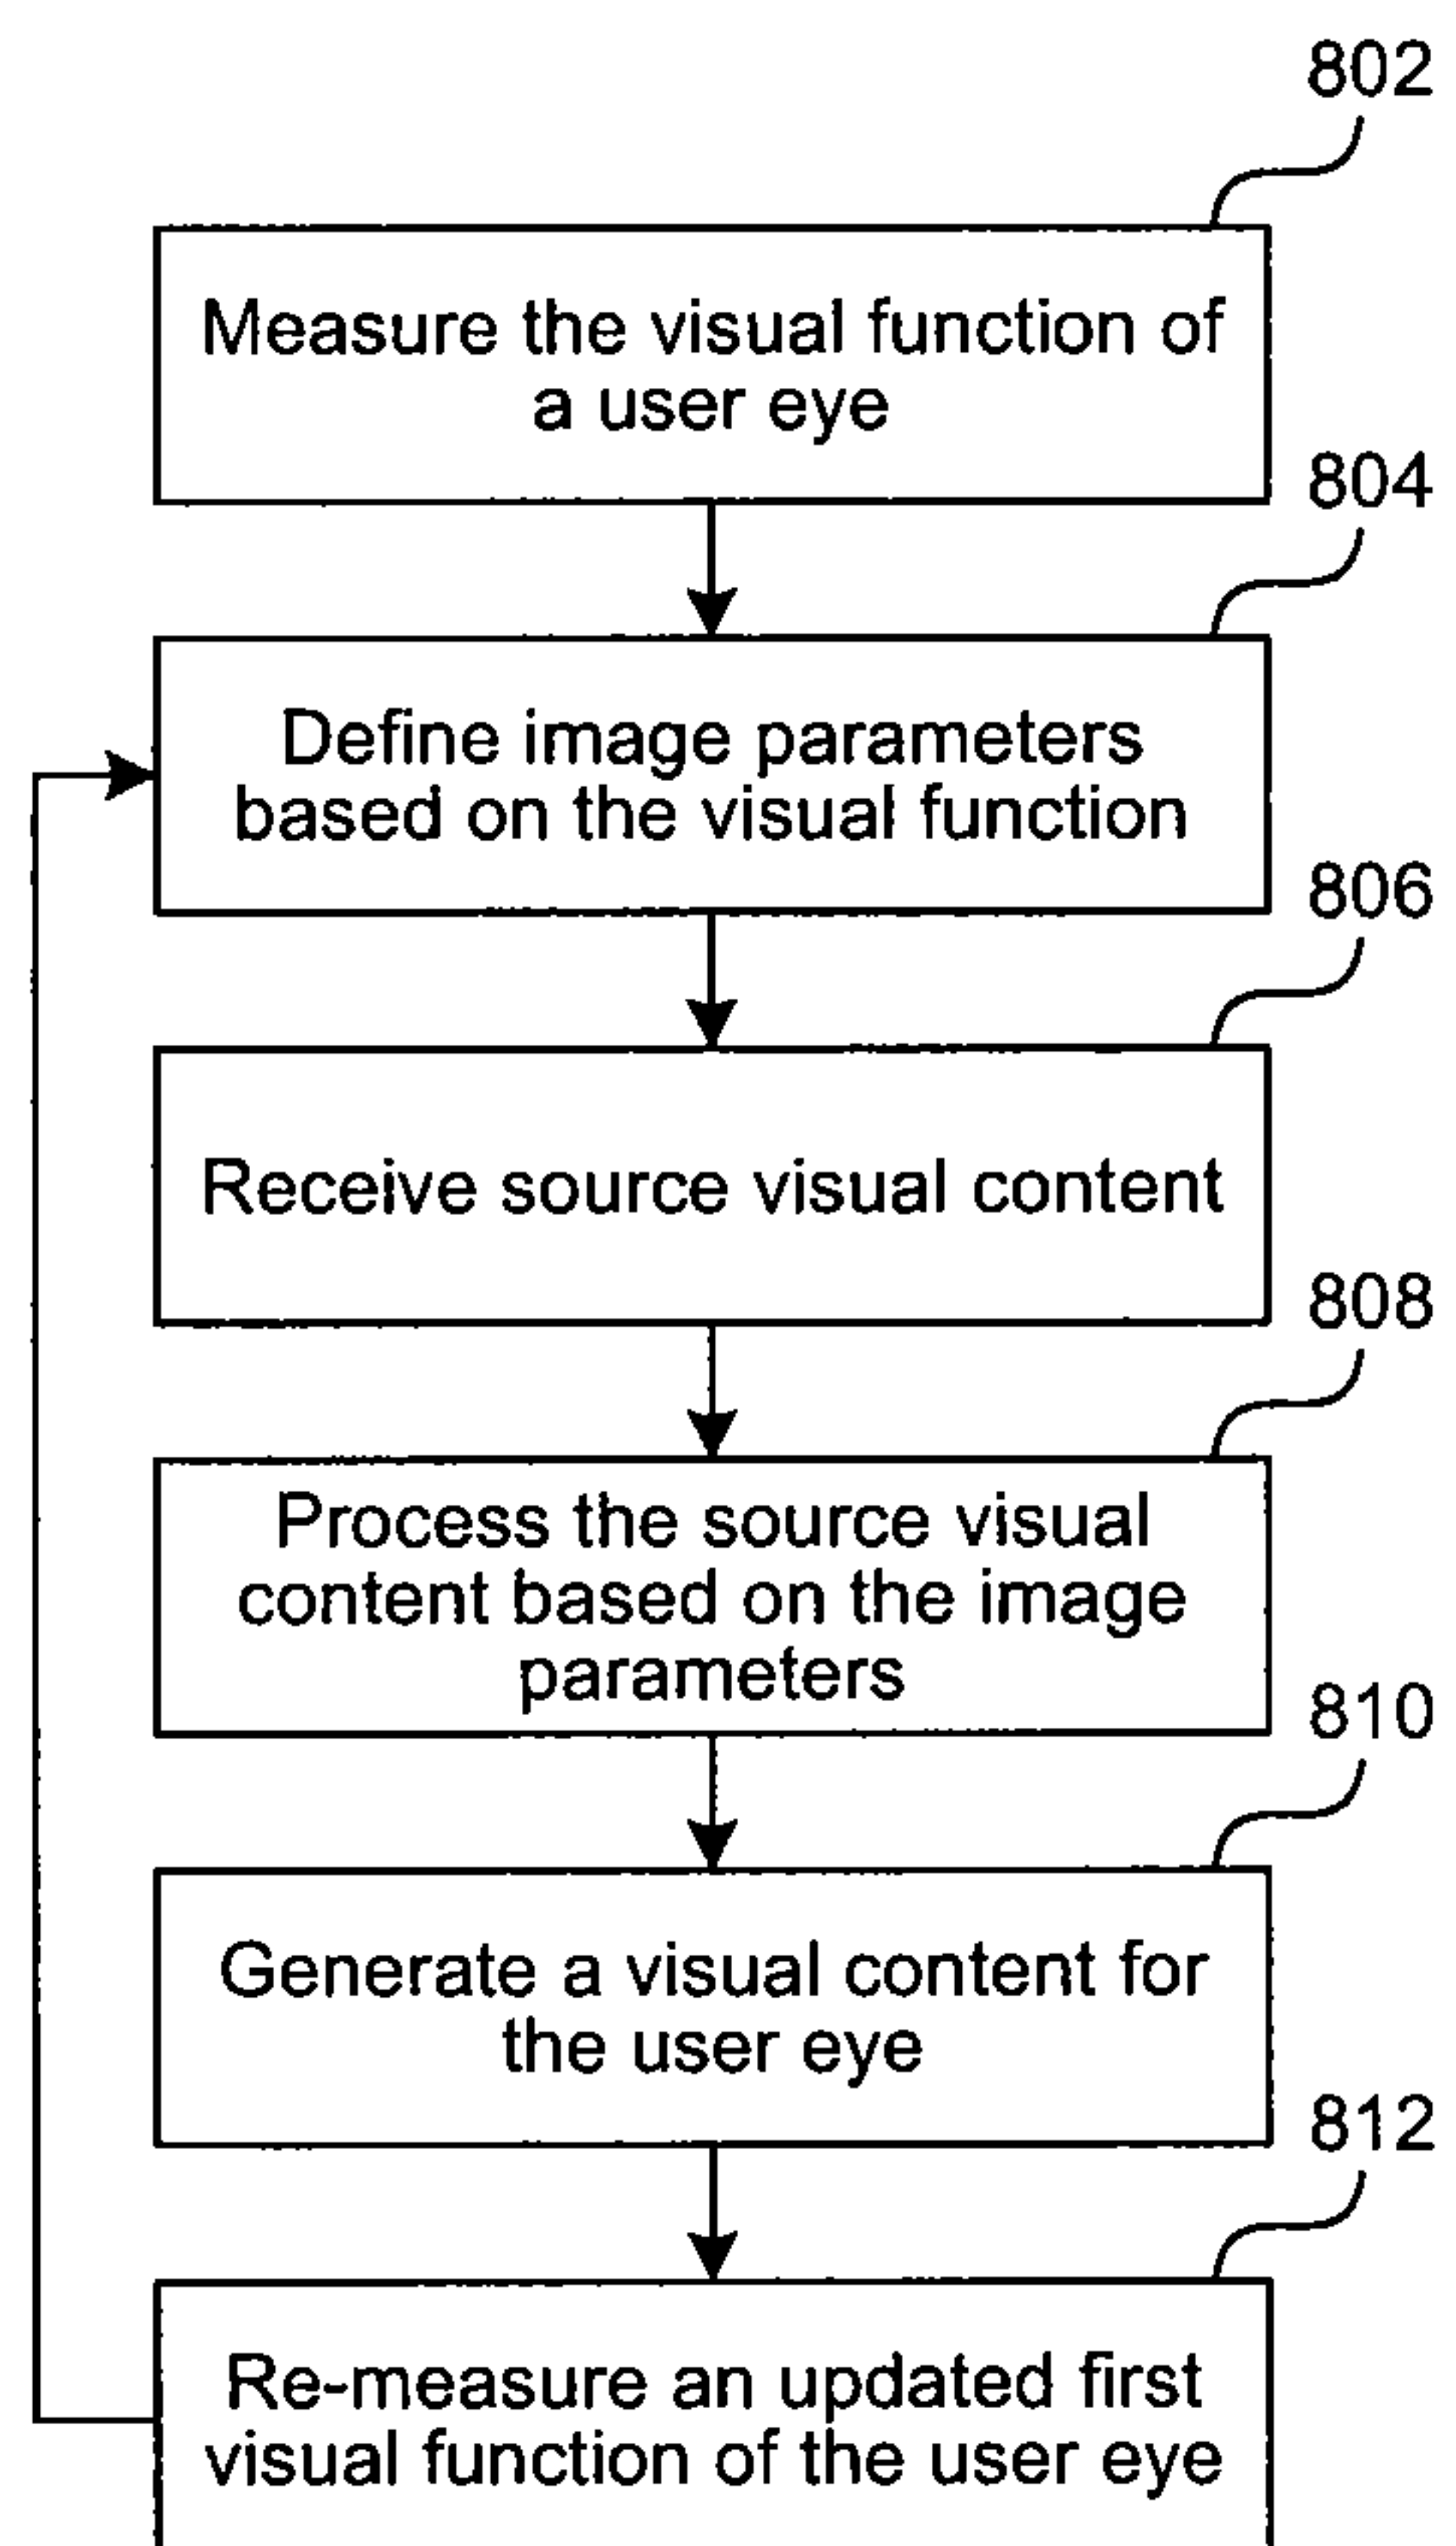 802
Measure the visual function of
a user eye
804
Define image parameters
based on the visual function
806
Receive source visual content
808
Process the source visual
content based on the image
parameters
810
Generate a visual content for
the user eye
812
Re-measure an updated first
visual function of the user eye